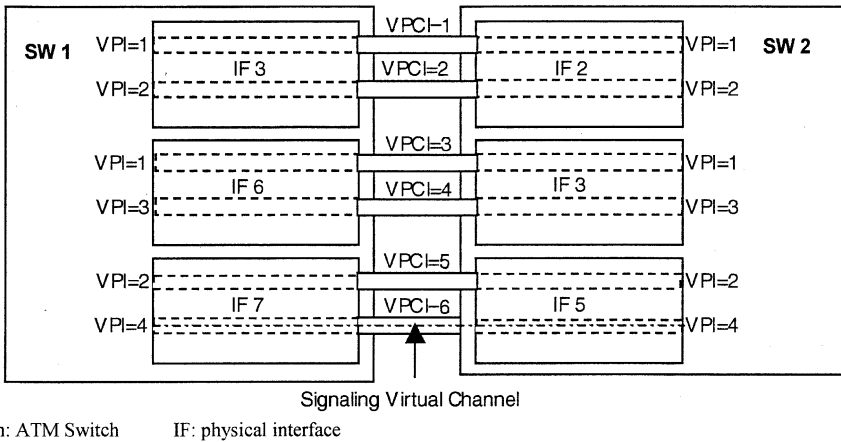 VPCI-1
SW 1 VPI=1 VPI=1 SW 2
IF 3 VPCI=2 IF 2
VPI=2 VPI=2
VPCI=3
VPI=1 VPI=1
IF 6 VPCI=4 IF 3
VPI=3 VPI=3
VPCI=5
VPI=2 VPI=2
IF 7 VPCI-6 IF 5
VPI=4 VPI=4
Signaling Virtual Channel
: ATM Switch IF: physical interface